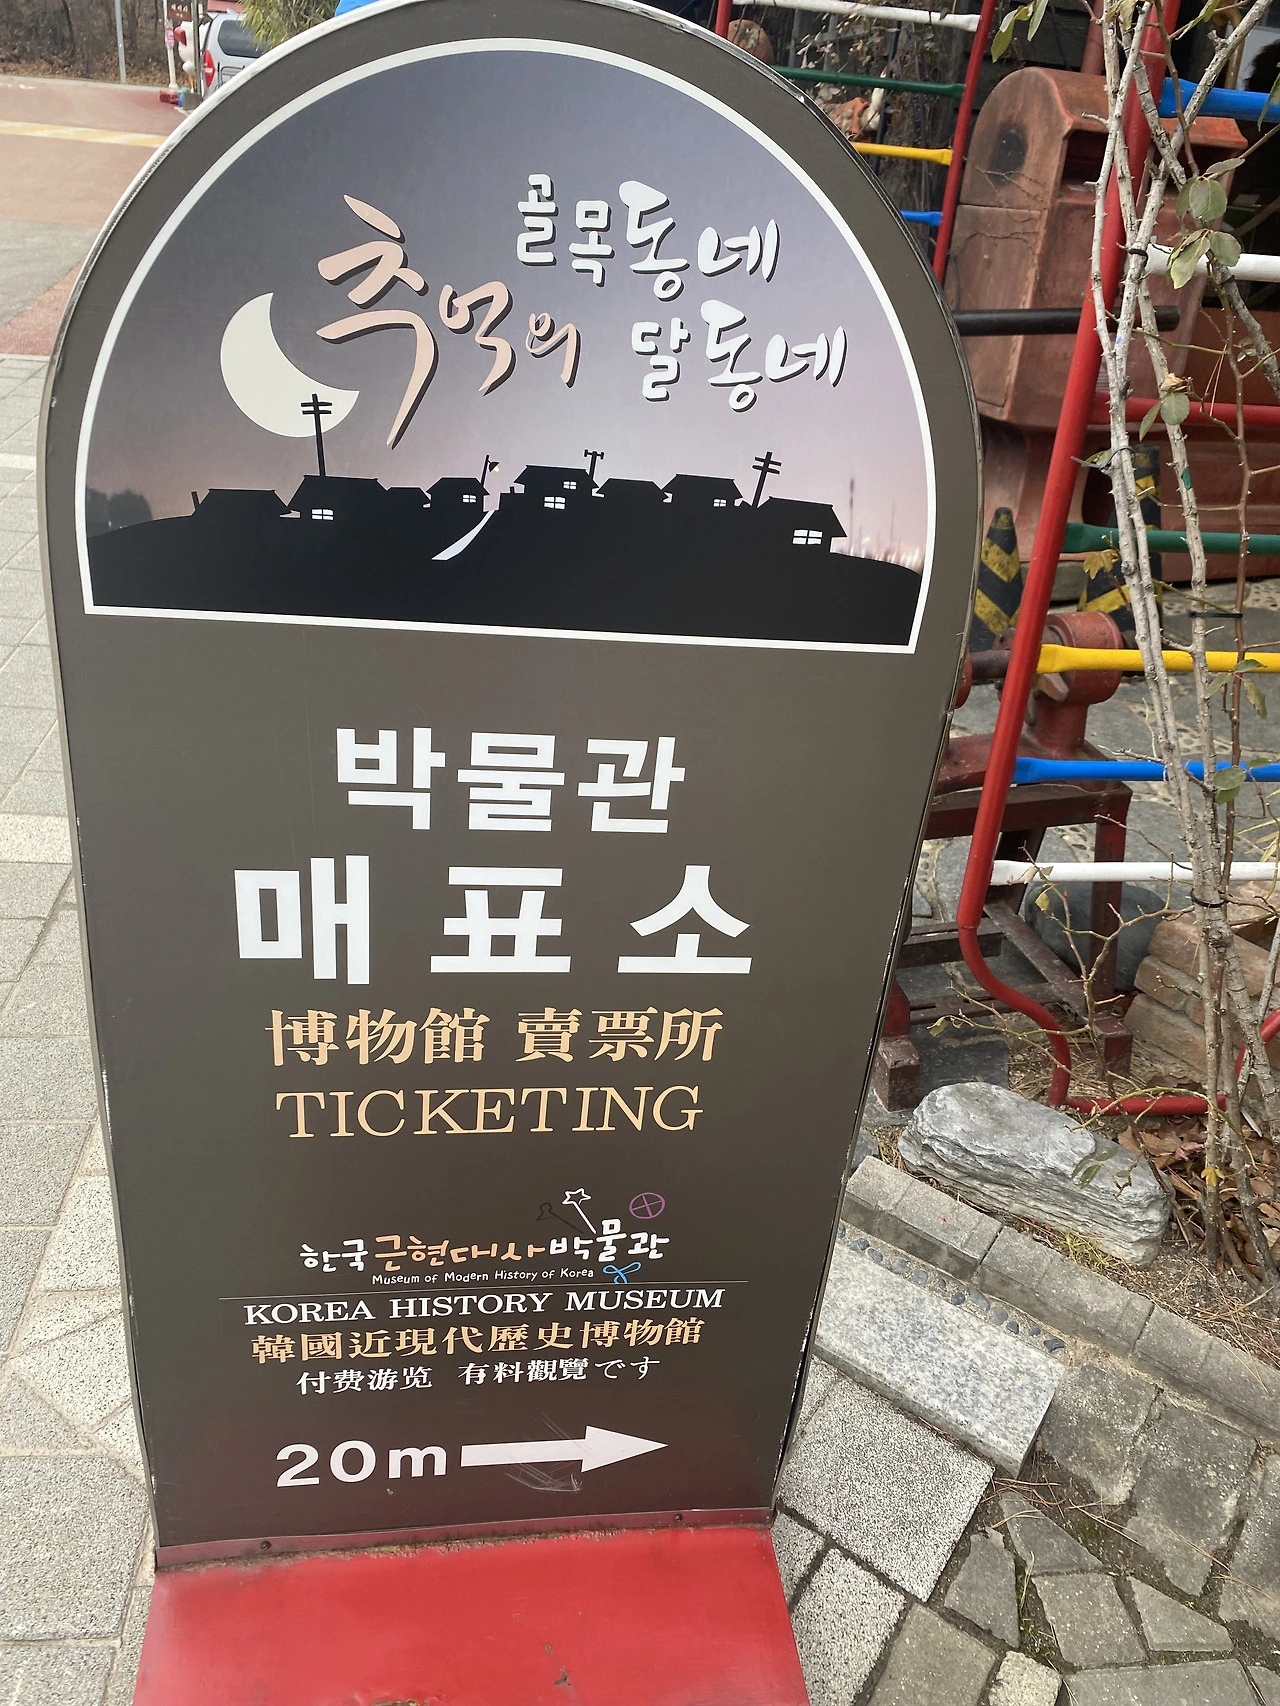 골목동네
추억의 달동네
박물관
매표소
博物館 賣票所
TICKETING
한국근현대사박물관
Museum of Modern History of Korea
KOREA HISTORY MUSEUM
韓國近現代歷史博物館
付费游览 有料觀覽です
20m